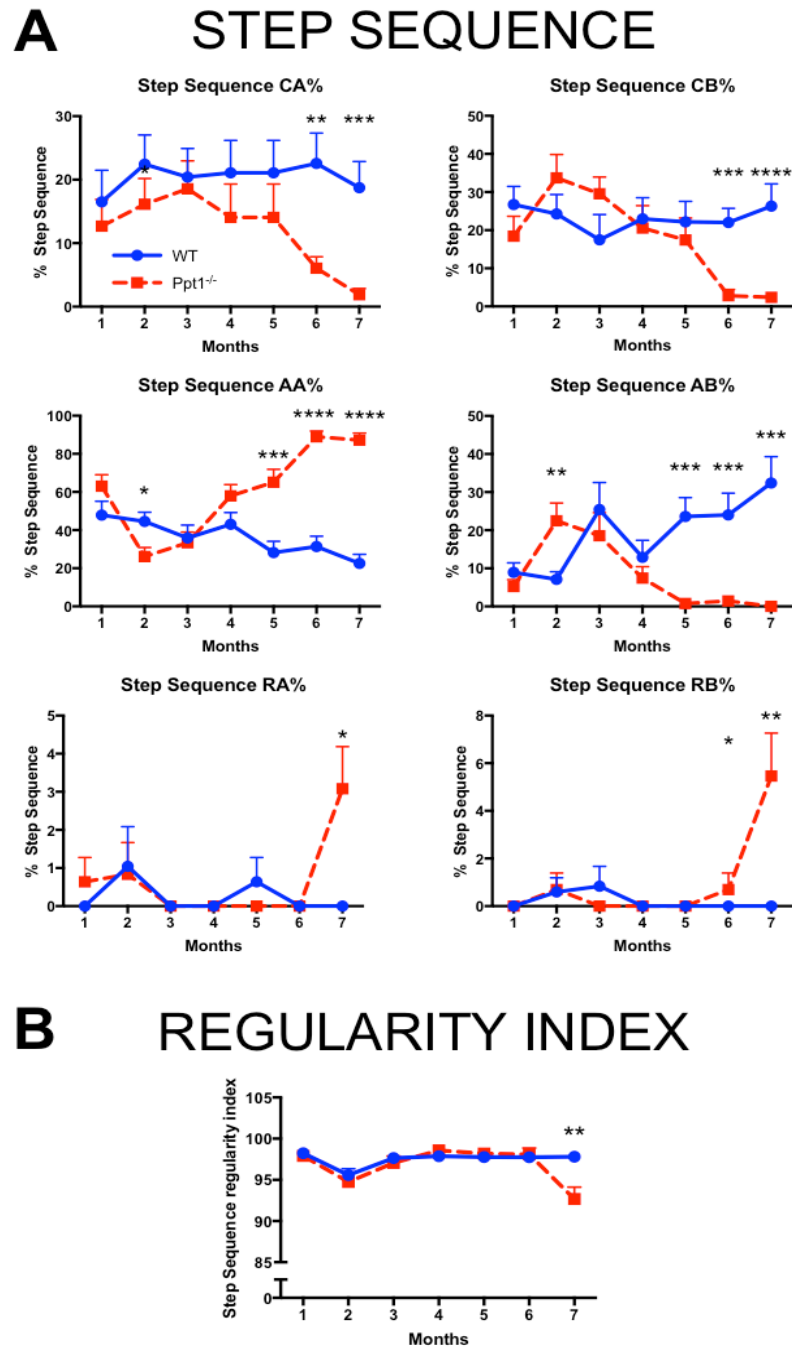 A STEP SEQUENCE
Step Sequence CA%
30
20
10
0
% Step Sequence
*
**
***
WT
Ppt1-/-
1 2 3 4 5 6 7
Months
Step Sequence CB%
50
40
30
20
10
0
% Step Sequence
***
****
1 2 3 4 5 6 7
Months
Step Sequence AA%
100
80
60
40
20
0
% Step Sequence
*
***
****
****
1 2 3 4 5 6 7
Months
Step Sequence AB%
50
40
30
20
10
0
% Step Sequence
**
***
***
***
1 2 3 4 5 6 7
Months
Step Sequence RA%
5
4
3
2
1
0
% Step Sequence
*
1 2 3 4 5 6 7
Months
Step Sequence RB%
8
6
4
2
0
% Step Sequence
*
**
1 2 3 4 5 6 7
Months
B REGULARITY INDEX
105
100
95
90
85
0
Step Sequence regularity index
**
1 2 3 4 5 6 7
Months